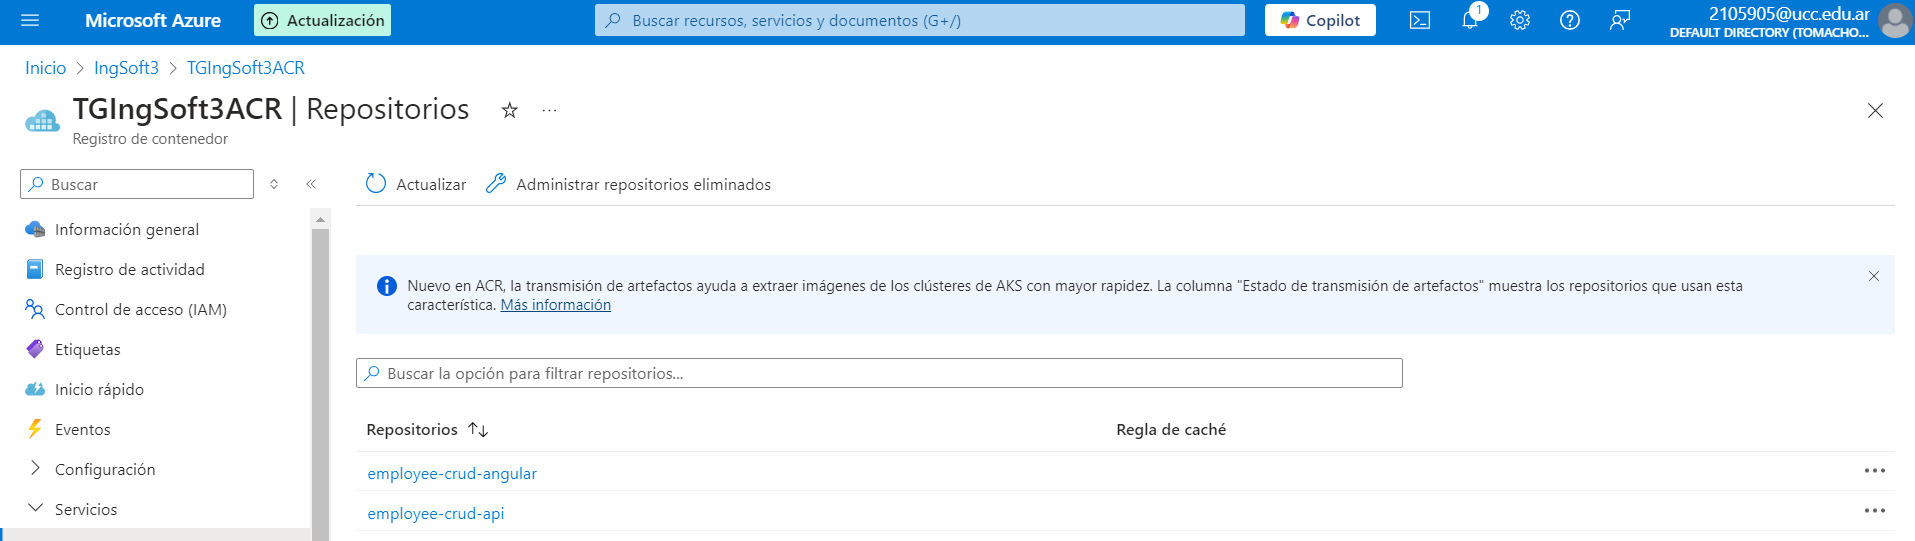 Microsoft Azure
Actualización
Buscar recursos, servicios y documentos (G+/)
Copilot
1
2105905@ucc.edu.ar
DEFAULT DIRECTORY (TOMACHO...
Inicio > IngSoft3 > TGIngSoft3ACR
TGIngSoft3ACR | Repositorios
...
Registro de contenedor
Buscar
Actualizar
Administrar repositorios eliminados
Información general
Registro de actividad
Control de acceso (IAM)
Etiquetas
Inicio rápido
Eventos
Configuración
Servicios
Nuevo en ACR, la transmisión de artefactos ayuda a extraer imágenes de los clústeres de AKS con mayor rapidez. La columna "Estado de transmisión de artefactos" muestra los repositorios que usan esta
característica. Más información
Buscar la opción para filtrar repositorios...
Repositorios
Regla de caché
employee-crud-angular
employee-crud-api